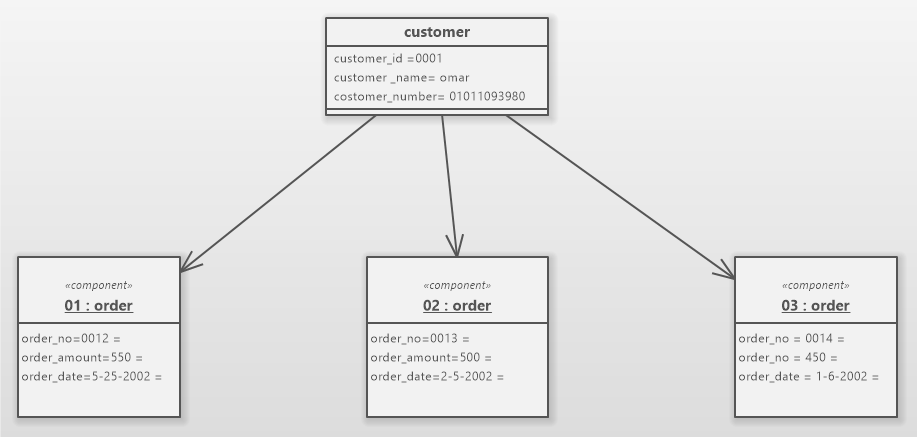 customer
customer_id =0001
customer _name= omar
costomer_number= 01011093980
«component»
01 : order
order_no=0012 =
order_amount=550 =
order_date=5-25-2002 =
«component»
02 : order
order_no=0013 =
order_amount=500 =
order_date=2-5-2002 =
«component»
03 : order
order_no = 0014 =
order_no = 450 =
order_date = 1-6-2002 =